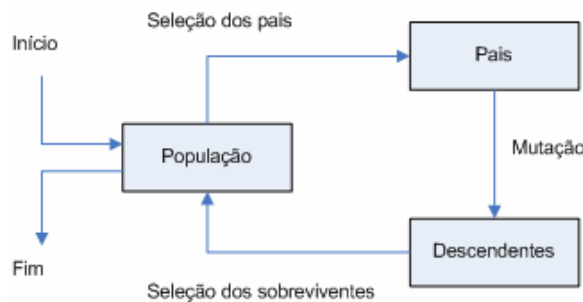 Seleção dos pais
Início
Pais
População
Mutação
Descendentes
Fim
Seleção dos sobreviventes